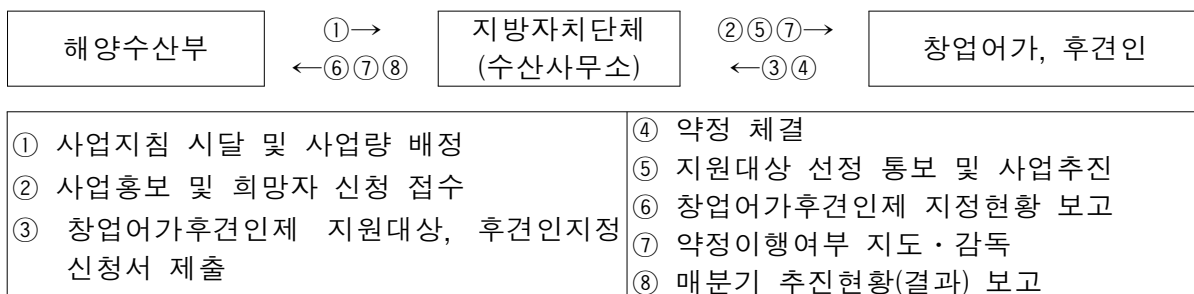 해양수산부
①→
←⑥⑦⑧
지방자치단체
(수산사무소)
②⑤⑦→
←③④
창업어가, 후견인
① 사업지침 시달 및 사업량 배정
② 사업홍보 및 희망자 신청 접수
③ 창업어가후견인제 지원대상, 후견인지정
신청서 제출
④ 약정 체결
⑤ 지원대상 선정 통보 및 사업추진
⑥ 창업어가후견인제 지정현황 보고
⑦ 약정이행여부 지도・감독
⑧ 매분기 추진현황(결과) 보고